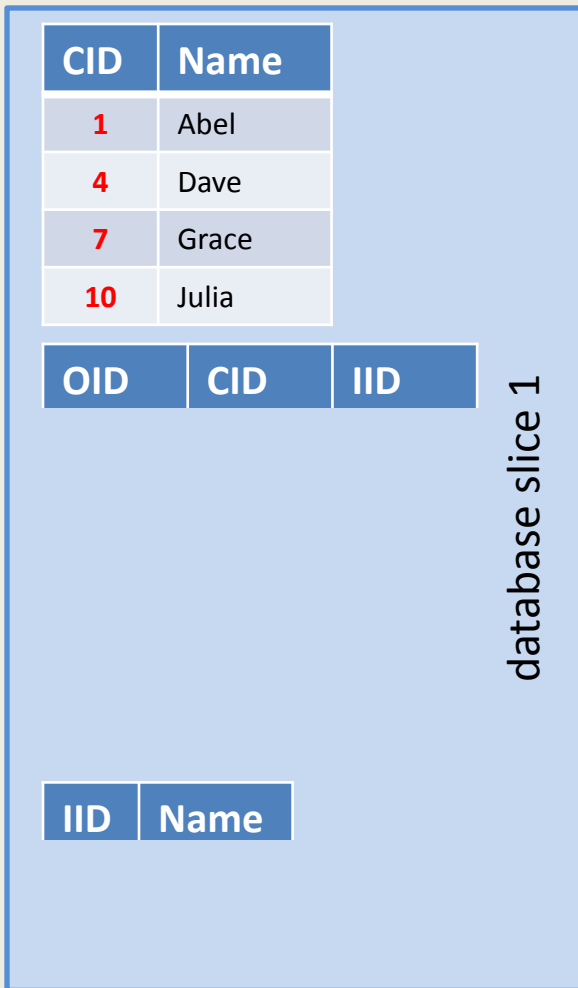 CID Name
1 Abel
4 Dave
7 Grace
10 Julia
OID CID IID
database slice 1
IID Name